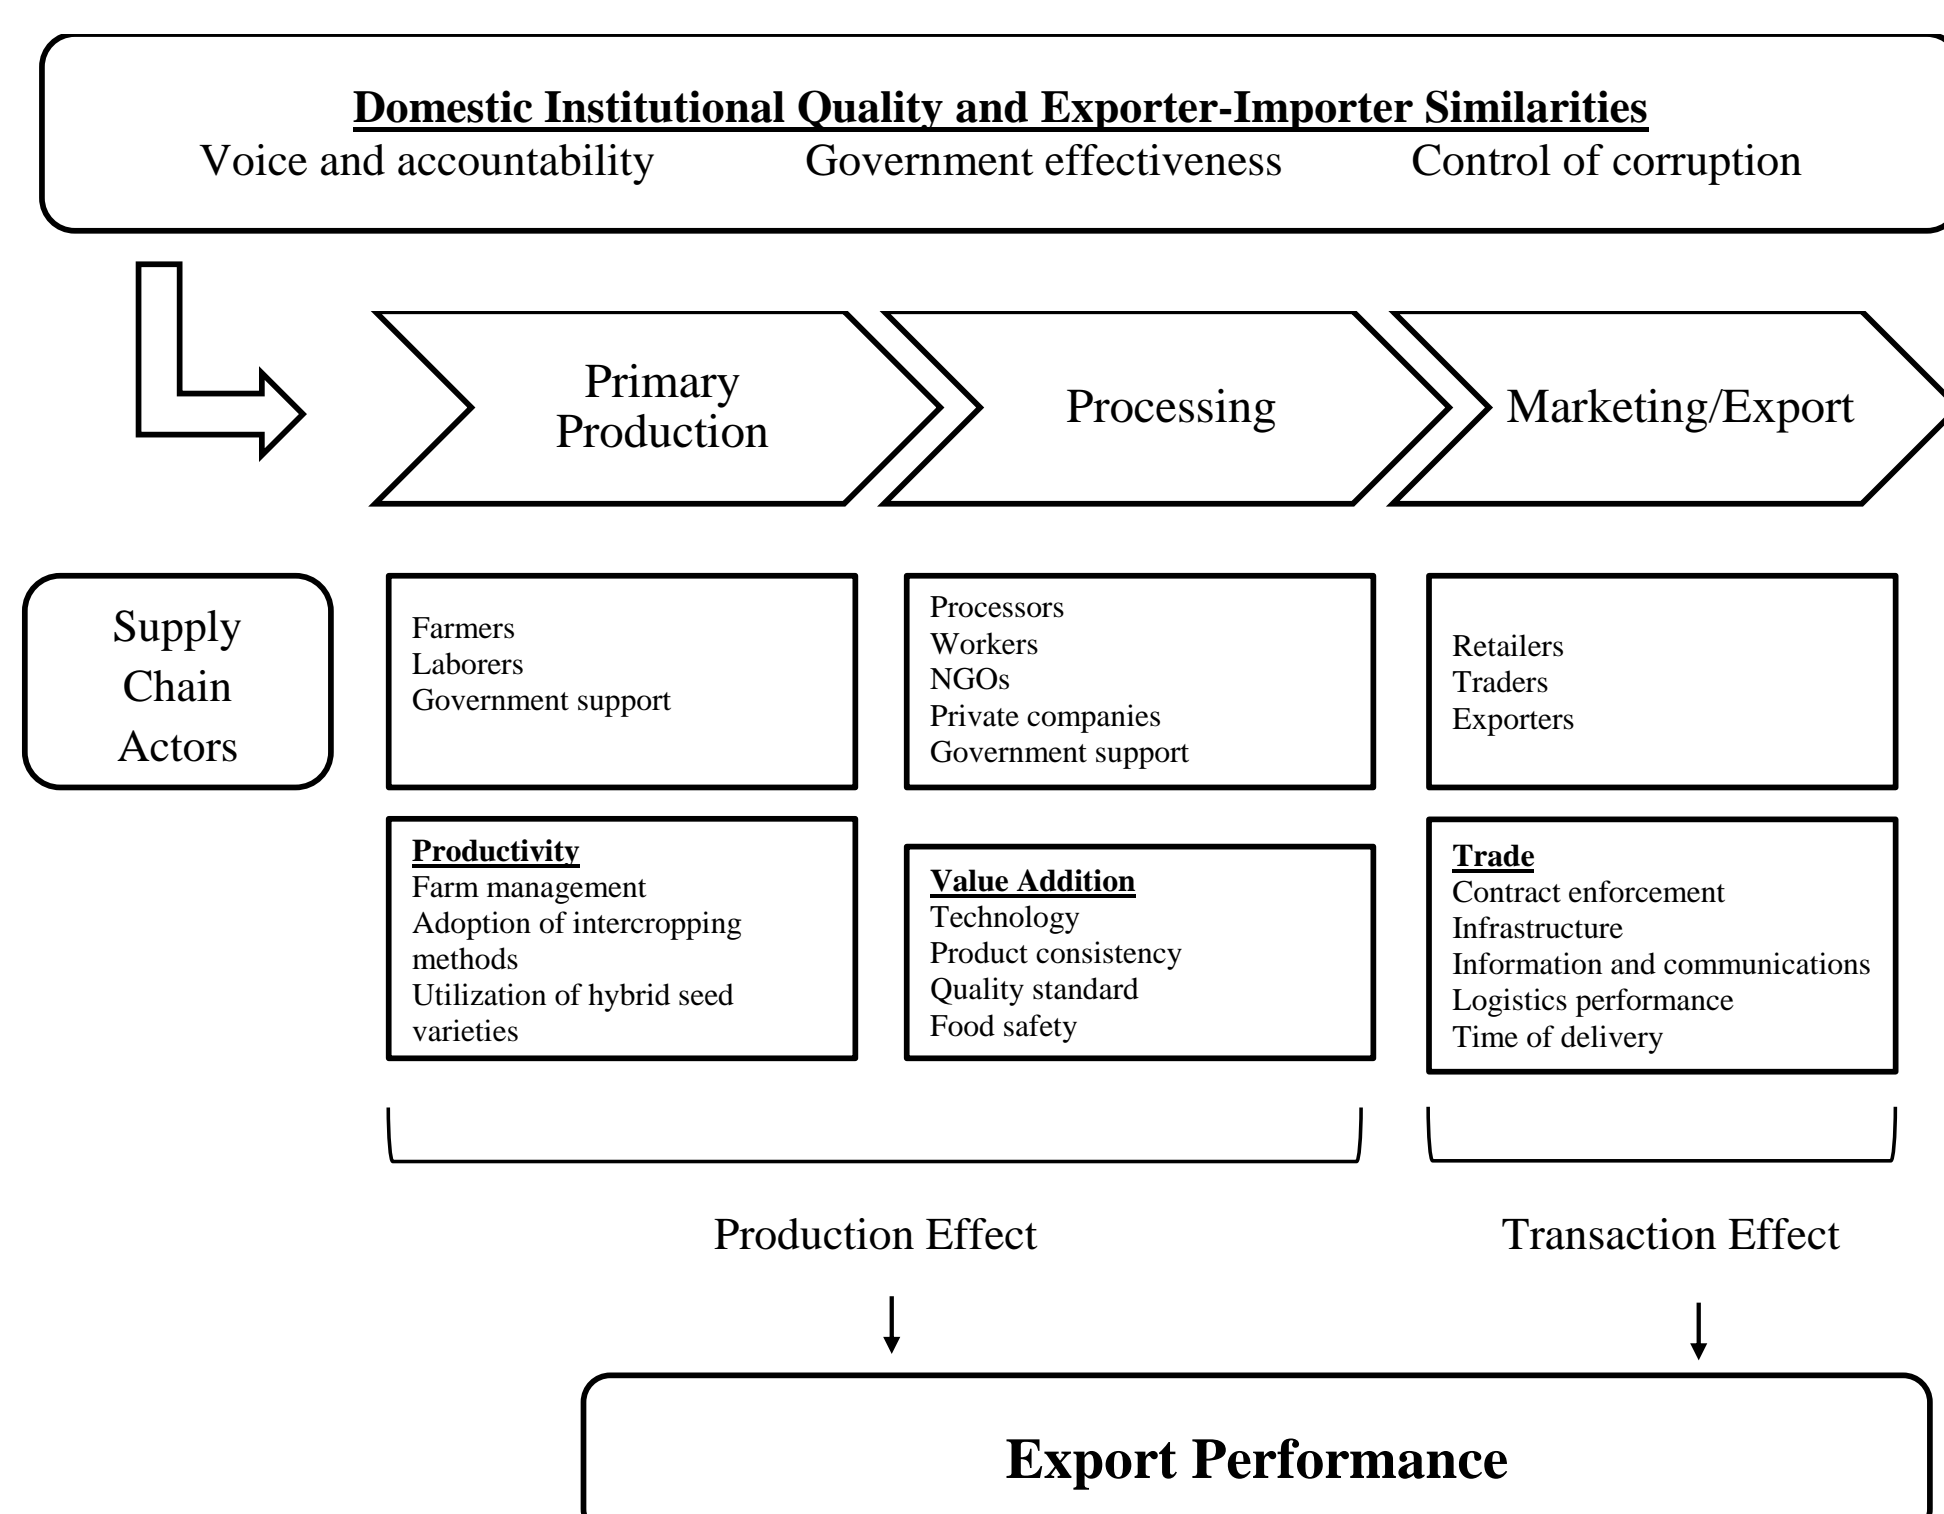 Domestic Institutional Quality and Exporter-Importer Similarities
Voice and accountability Government effectiveness Control of corruption
Primary
Production
Processing
Marketing/Export
Supply
Chain
Actors
Farmers
Laborers
Government support
Processors
Workers
NGOs
Private companies
Government support
Retailers
Traders
Exporters
Productivity
Farm management
Adoption of intercropping
methods
Utilization of hybrid seed
varieties
Value Addition
Technology
Product consistency
Quality standard
Food safety
Trade
Contract enforcement
Infrastructure
Information and communications
Logistics performance
Time of delivery
Production Effect
Transaction Effect
Export Performance